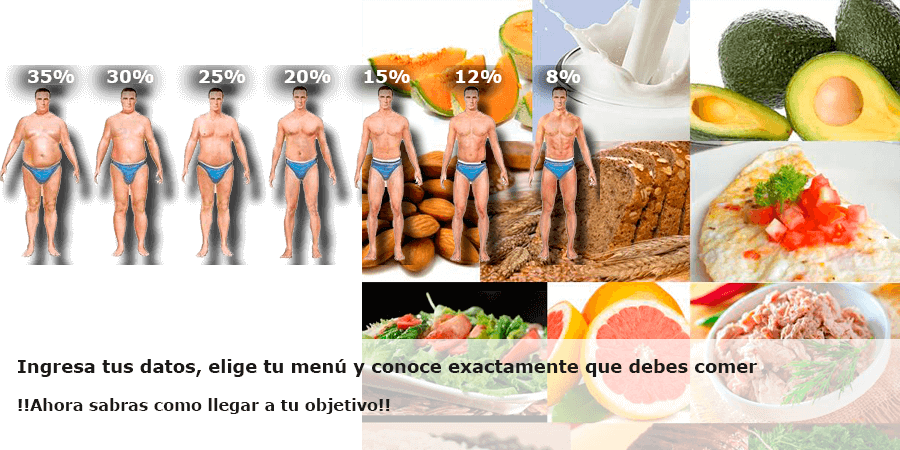 35% 30% 25% 20% 15% 12% 8%
Ingresa tus datos, elige tu menú y conoce exactamente que debes comer
!!Ahora sabras como llegar a tu objetivo!!